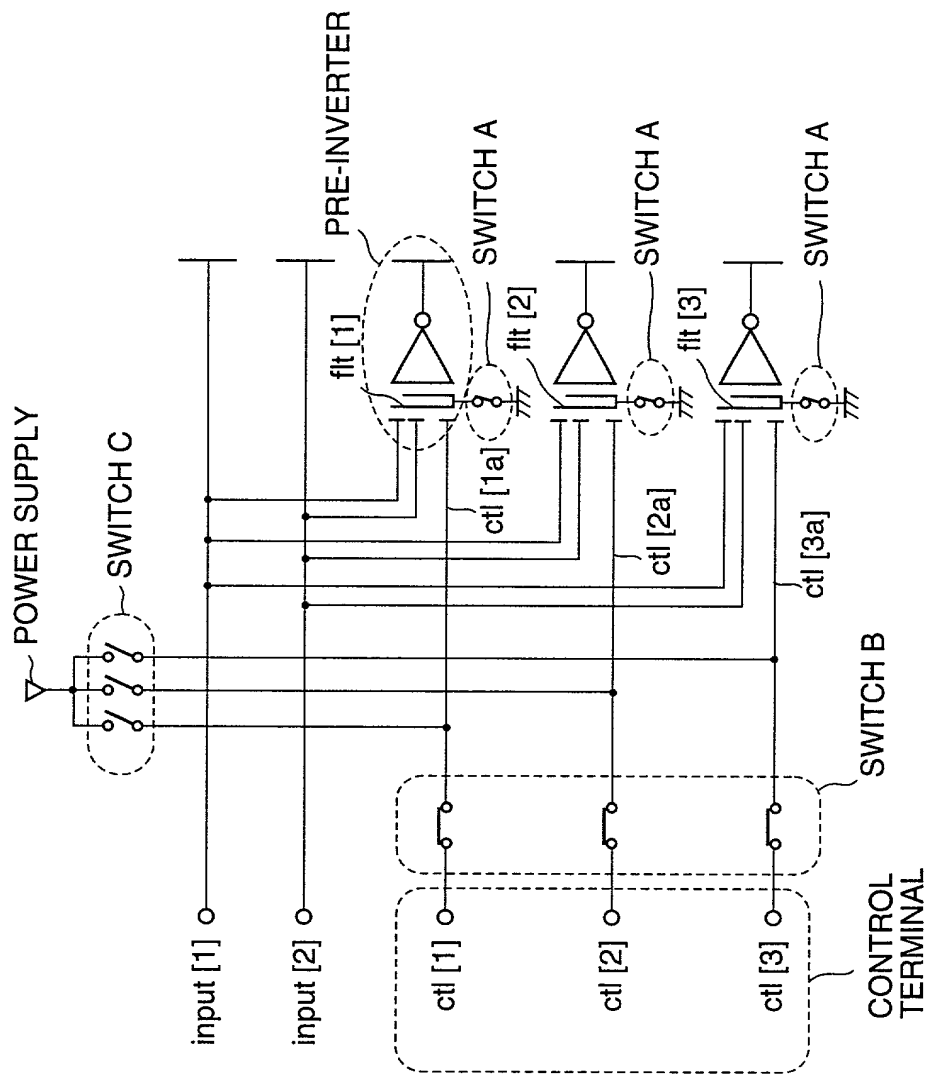 POWER SUPPLY
SWITCH C
PRE-INVERTER
flt [1]
SWITCH A
flt [2]
SWITCH A
flt [3]
SWITCH A
ctl [1a]
ctl [2a]
ctl [3a]
SWITCH B
input [1]
input [2]
ctl [1]
ctl [2]
ctl [3]
CONTROL
TERMINAL